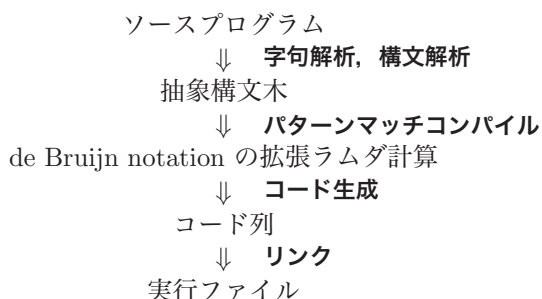 ソースプログラム
⇓ 字句解析，構文解析
抽象構文木
⇓ パターンマッチコンパイル
de Bruijn notation の拡張ラムダ計算
⇓ コード生成
コード列
⇓ リンク
実行ファイル